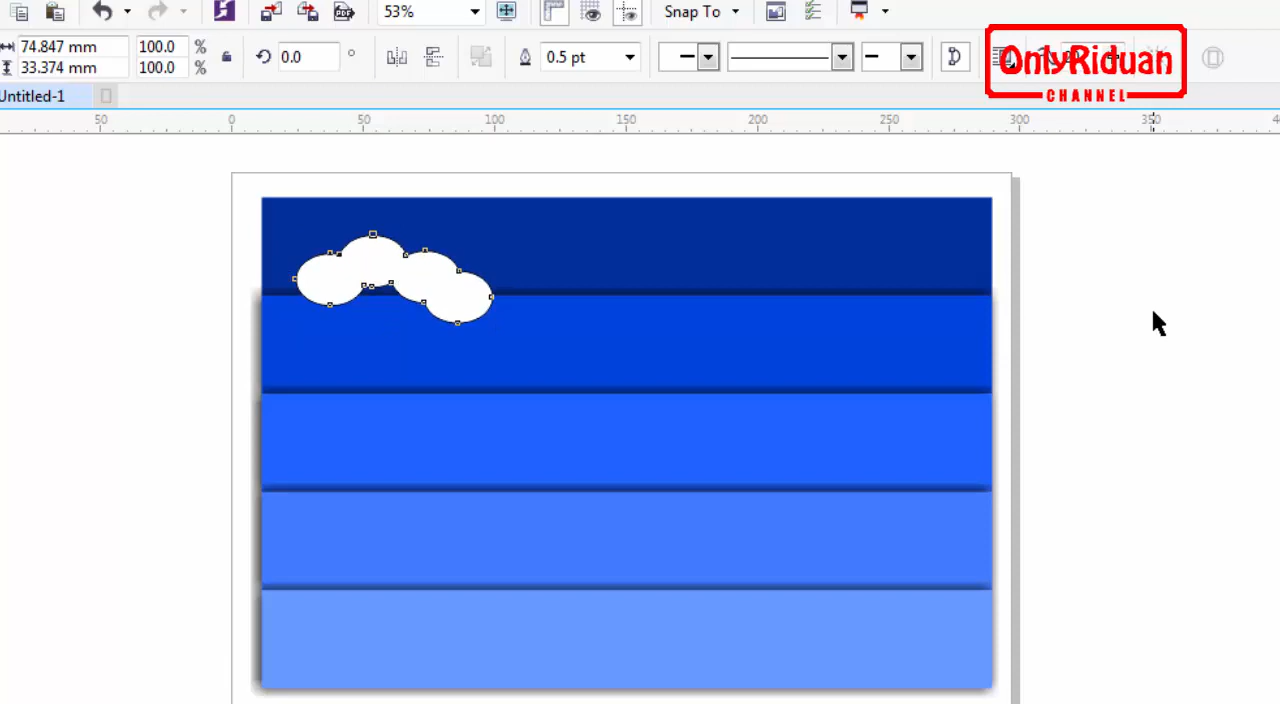 53%
Snap To
PDF
74.847 mm 100.0 %
33.374 mm 100.0 %
0.0 °
0.5 pt
OnlyRiduan
CHANNEL
Untitled-1
50 0 50 100 150 200 250 300 350